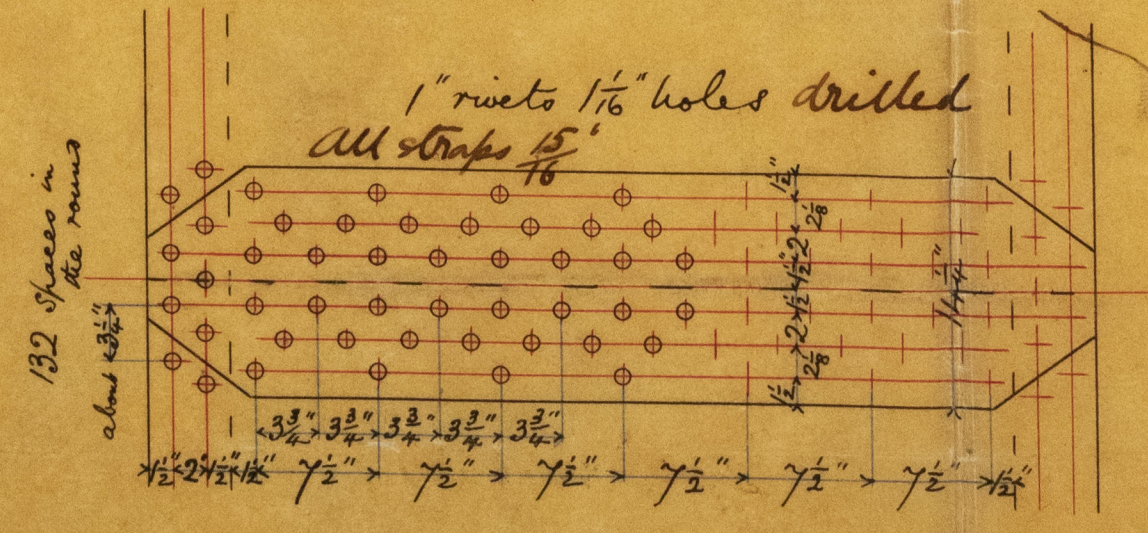 1" rivets 1 1/16" holes drilled
All straps 15/16"
132 spaces in
the round
about 3 1/4"
1 1/2"
2 1/8
2
1 1/2"
1 1/2
2
2 1/8
1 1/2
14 1/4"
3 3/4" 3 3/4" 3 3/4" 3 3/4" 3 3/4"
1 1/2" 2" 1 1/2" 1 1/2" 7 1/2" 7 1/2" 7 1/2" 7 1/2" 7 1/2" 7 1/2" 1 1/2"